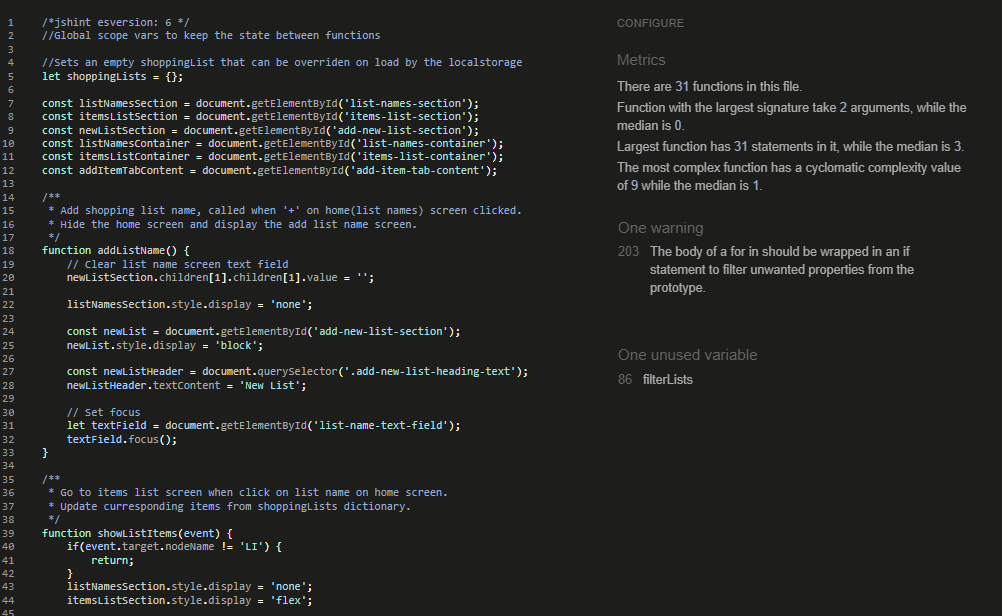 1 /*jshint esversion: 6 */
2 //Global scope vars to keep the state between functions
3
4 //Sets an empty shoppingList that can be overriden on load by the localstorage
5 let shoppingLists = {};
6
7 const listNamesSection = document.getElementById('list-names-section');
8 const itemsListSection = document.getElementById('items-list-section');
9 const newListSection = document.getElementById('add-new-list-section');
10 const listNamesContainer = document.getElementById('list-names-container');
11 const itemsListContainer = document.getElementById('items-list-container');
12 const addItemTabContent = document.getElementById('add-item-tab-content');
13
14 /**
15 * Add shopping list name, called when '+' on home(list names) screen clicked.
16 * Hide the home screen and display the add list name screen.
17 */
18 function addListName() {
19 // Clear list name screen text field
20 newListSection.children[1].children[1].value = '';
21
22 listNamesSection.style.display = 'none';
23
24 const newList = document.getElementById('add-new-list-section');
25 newList.style.display = 'block';
26
27 const newListHeader = document.querySelector('.add-new-list-heading-text');
28 newListHeader.textContent = 'New List';
29
30 // Set focus
31 let textField = document.getElementById('list-name-text-field');
32 textField.focus();
33 }
34
35 /**
36 * Go to items list screen when click on list name on home screen.
37 * Update curresponding items from shoppingLists dictionary.
38 */
39 function showListItems(event) {
40 if(event.target.nodeName != 'LI') {
41 return;
42 }
43 listNamesSection.style.display = 'none';
44 itemsListSection.style.display = 'flex';
45
CONFIGURE
Metrics
There are 31 functions in this file.
Function with the largest signature take 2 arguments, while the
median is 0.
Largest function has 31 statements in it, while the median is 3.
The most complex function has a cyclomatic complexity value
of 9 while the median is 1.
One warning
203 The body of a for in should be wrapped in an if
statement to filter unwanted properties from the
prototype.
One unused variable
86 filterLists